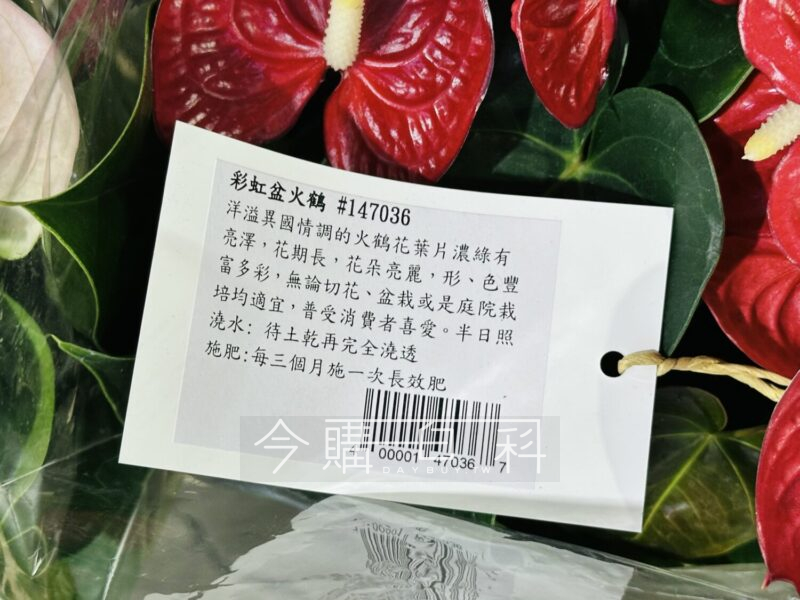 彩虹盆火鶴 #147036
洋溢異國情調的火鶴花葉片濃綠有
亮澤，花期長，花朵亮麗，形、色豐
富多彩，無論切花、盆栽或是庭院栽
培均適宜，普受消費者喜愛。半日照
澆水: 待土乾再完全澆透
施肥:每三個月施一次長效肥
00001 47036 7
今購百科
DAYBUY.TW